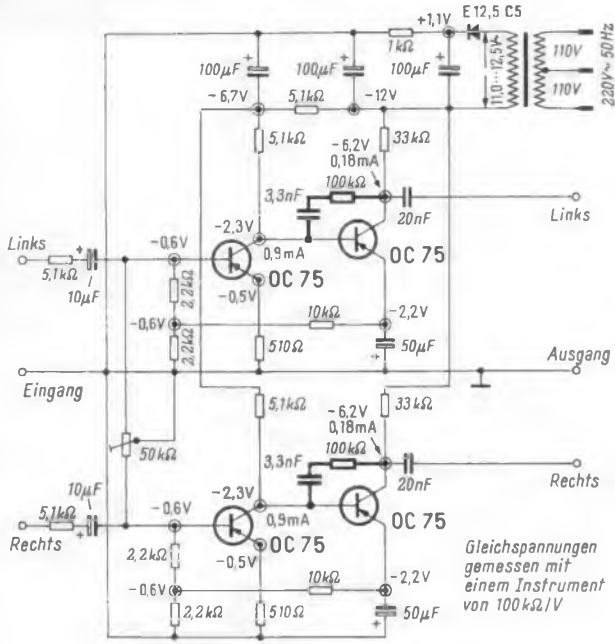 E 12,5 C5
+1,1V
1kΩ
100µF
100µF
100µF
11,0...12,5V~
110V
110V
220V~ 50Hz
-6,7V
5,1kΩ
-12V
5,1kΩ
33kΩ
-6,2V
0,18mA
100kΩ
3,3nF
20nF
Links
Links
-2,3V
-0,6V
5,1kΩ
10µF
0,9mA
OC 75
OC 75
-0,5V
2,2kΩ
-0,6V
10kΩ
-2,2V
2,2kΩ
510Ω
50µF
Ausgang
Eingang
5,1kΩ
33kΩ
-6,2V
0,18mA
100kΩ
50kΩ
3,3nF
20nF
Rechts
10µF
-2,3V
5,1kΩ
-0,6V
0,9mA
OC 75
Rechts
OC 75
-0,5V
2,2kΩ
10kΩ
-2,2V
-0,6V
2,2kΩ
510Ω
50µF
Gleichspannungen
gemessen mit
einem Instrument
von 100kΩ/V